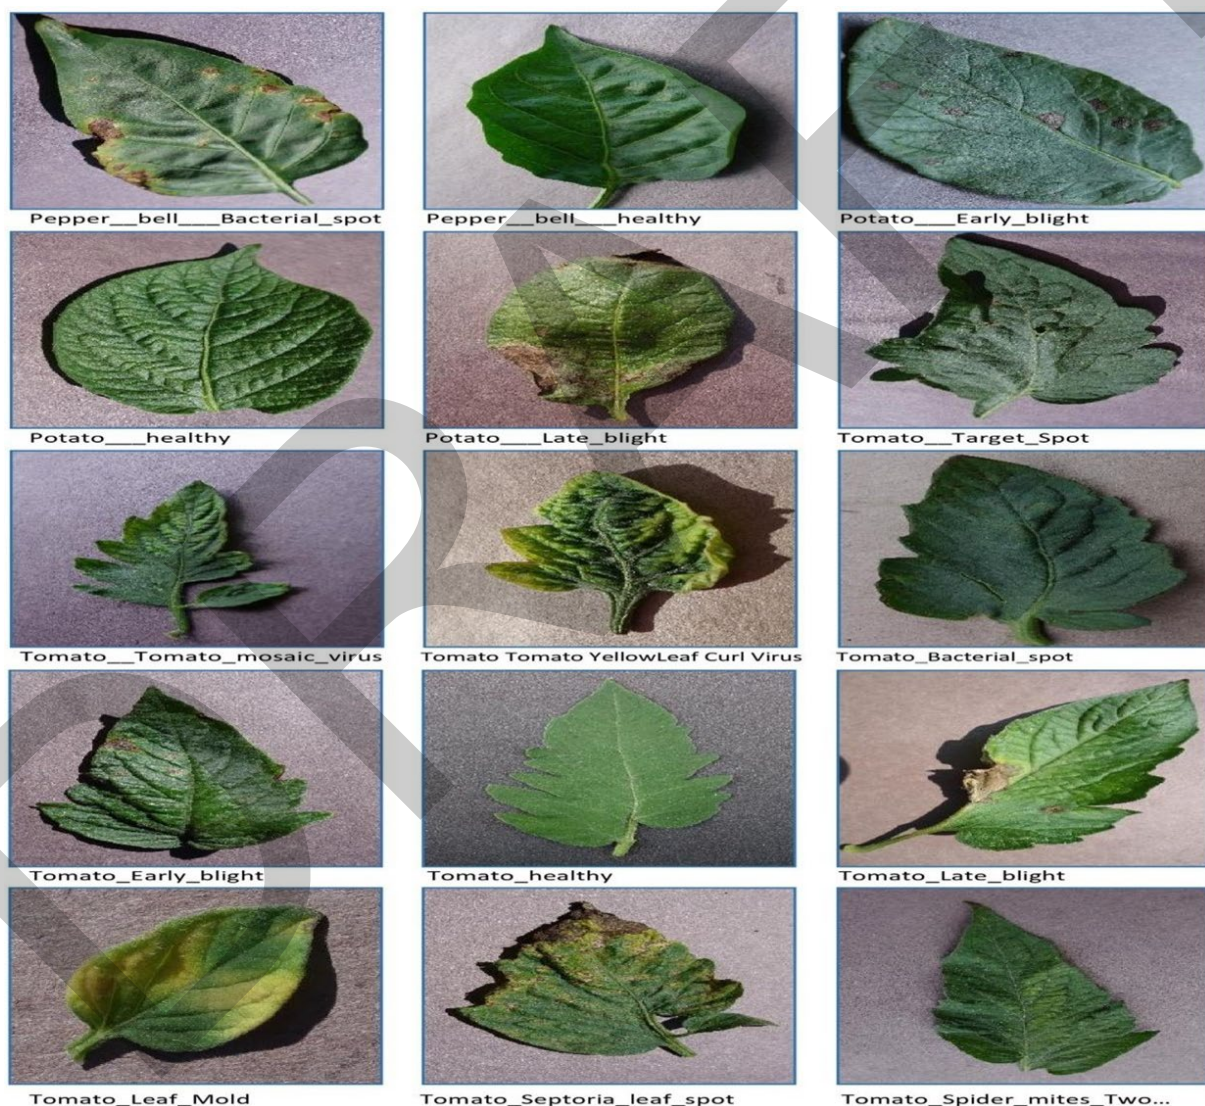 Pepper__bell___Bacterial_spot
Pepper__bell___healthy
Potato___Early_blight
Potato___healthy
Potato___Late_blight
Tomato__Target_Spot
Tomato__Tomato_mosaic_virus
Tomato Tomato YellowLeaf Curl Virus
Tomato_Bacterial_spot
Tomato_Early_blight
Tomato_healthy
Tomato_Late_blight
Tomato_Leaf_Mold
Tomato_Septoria_leaf_spot
Tomato_Spider_mites_Two...